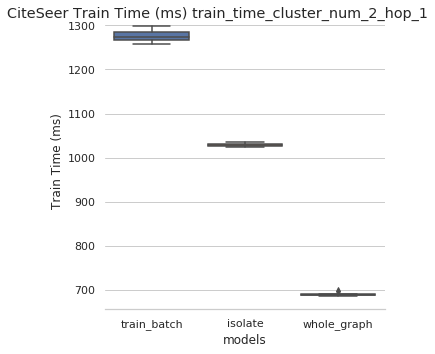 CiteSeer Train Time (ms) train_time_cluster_num_2_hop_1
1300
1200
1100
1000
900
800
700
Train Time (ms)
train_batch isolate whole_graph
models